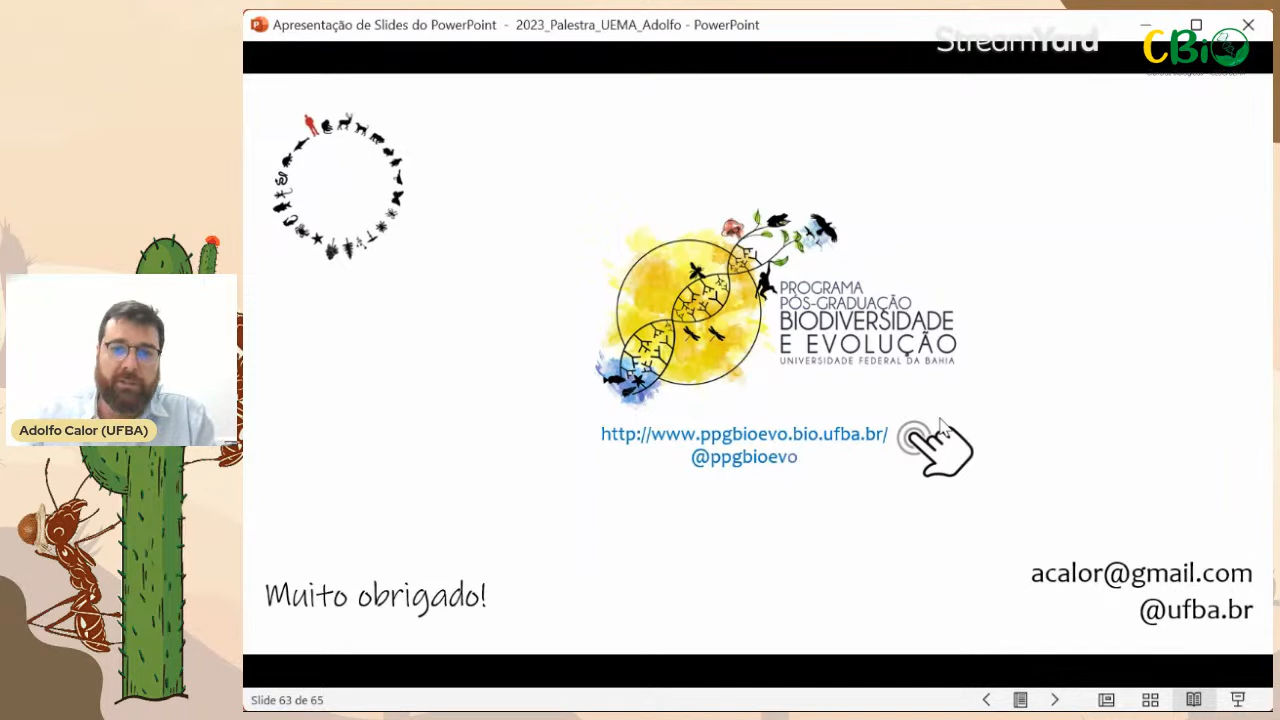 Apresentação de Slides do PowerPoint - 2023_Palestra_UEMA_Adolfo - PowerPoint
StreamYard
CBio
PROGRAMA
PÓS-GRADUAÇÃO
BIODIVERSIDADE
E EVOLUÇÃO
UNIVERSIDADE FEDERAL DA BAHIA
Adolfo Calor (UFBA)
http://www.ppgbioevo.bio.ufba.br/
@ppgbioevo
acalor@gmail.com
@ufba.br
Muito obrigado!
Slide 63 de 65